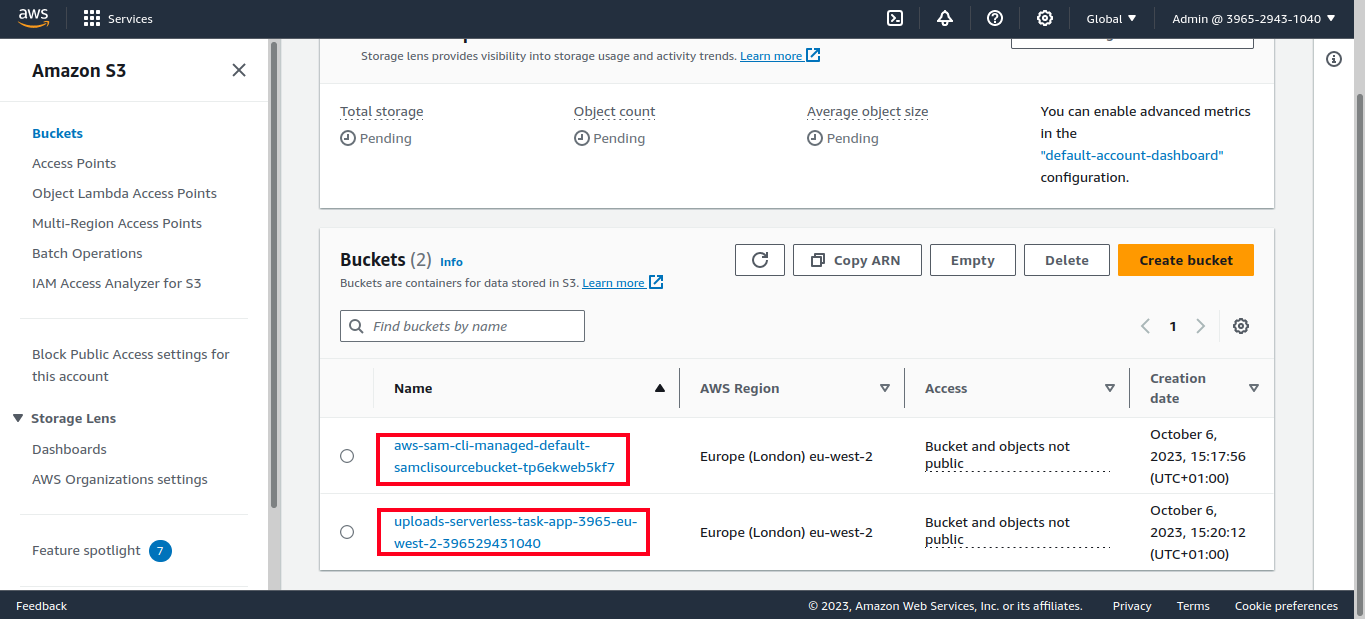 aws
Services
Global
Admin @ 3965-2943-1040
Amazon S3
Buckets
Access Points
Object Lambda Access Points
Multi-Region Access Points
Batch Operations
IAM Access Analyzer for S3
Block Public Access settings for
this account
Storage Lens
Dashboards
AWS Organizations settings
Feature spotlight 7
Storage lens provides visibility into storage usage and activity trends. Learn more
Total storage
Pending
Object count
Pending
Average object size
Pending
You can enable advanced metrics
in the
"default-account-dashboard"
configuration.
Buckets (2) Info
Buckets are containers for data stored in S3. Learn more
Copy ARN
Empty
Delete
Create bucket
Find buckets by name
1
Name
AWS Region
Access
Creation
date
aws-sam-cli-managed-default-
samclisourcebucket-tp6ekweb5kf7
Europe (London) eu-west-2
Bucket and objects not
public
October 6,
2023, 15:17:56
(UTC+01:00)
uploads-serverless-task-app-3965-eu-
west-2-396529431040
Europe (London) eu-west-2
Bucket and objects not
public
October 6,
2023, 15:20:12
(UTC+01:00)
Feedback
© 2023, Amazon Web Services, Inc. or its affiliates.
Privacy
Terms
Cookie preferences